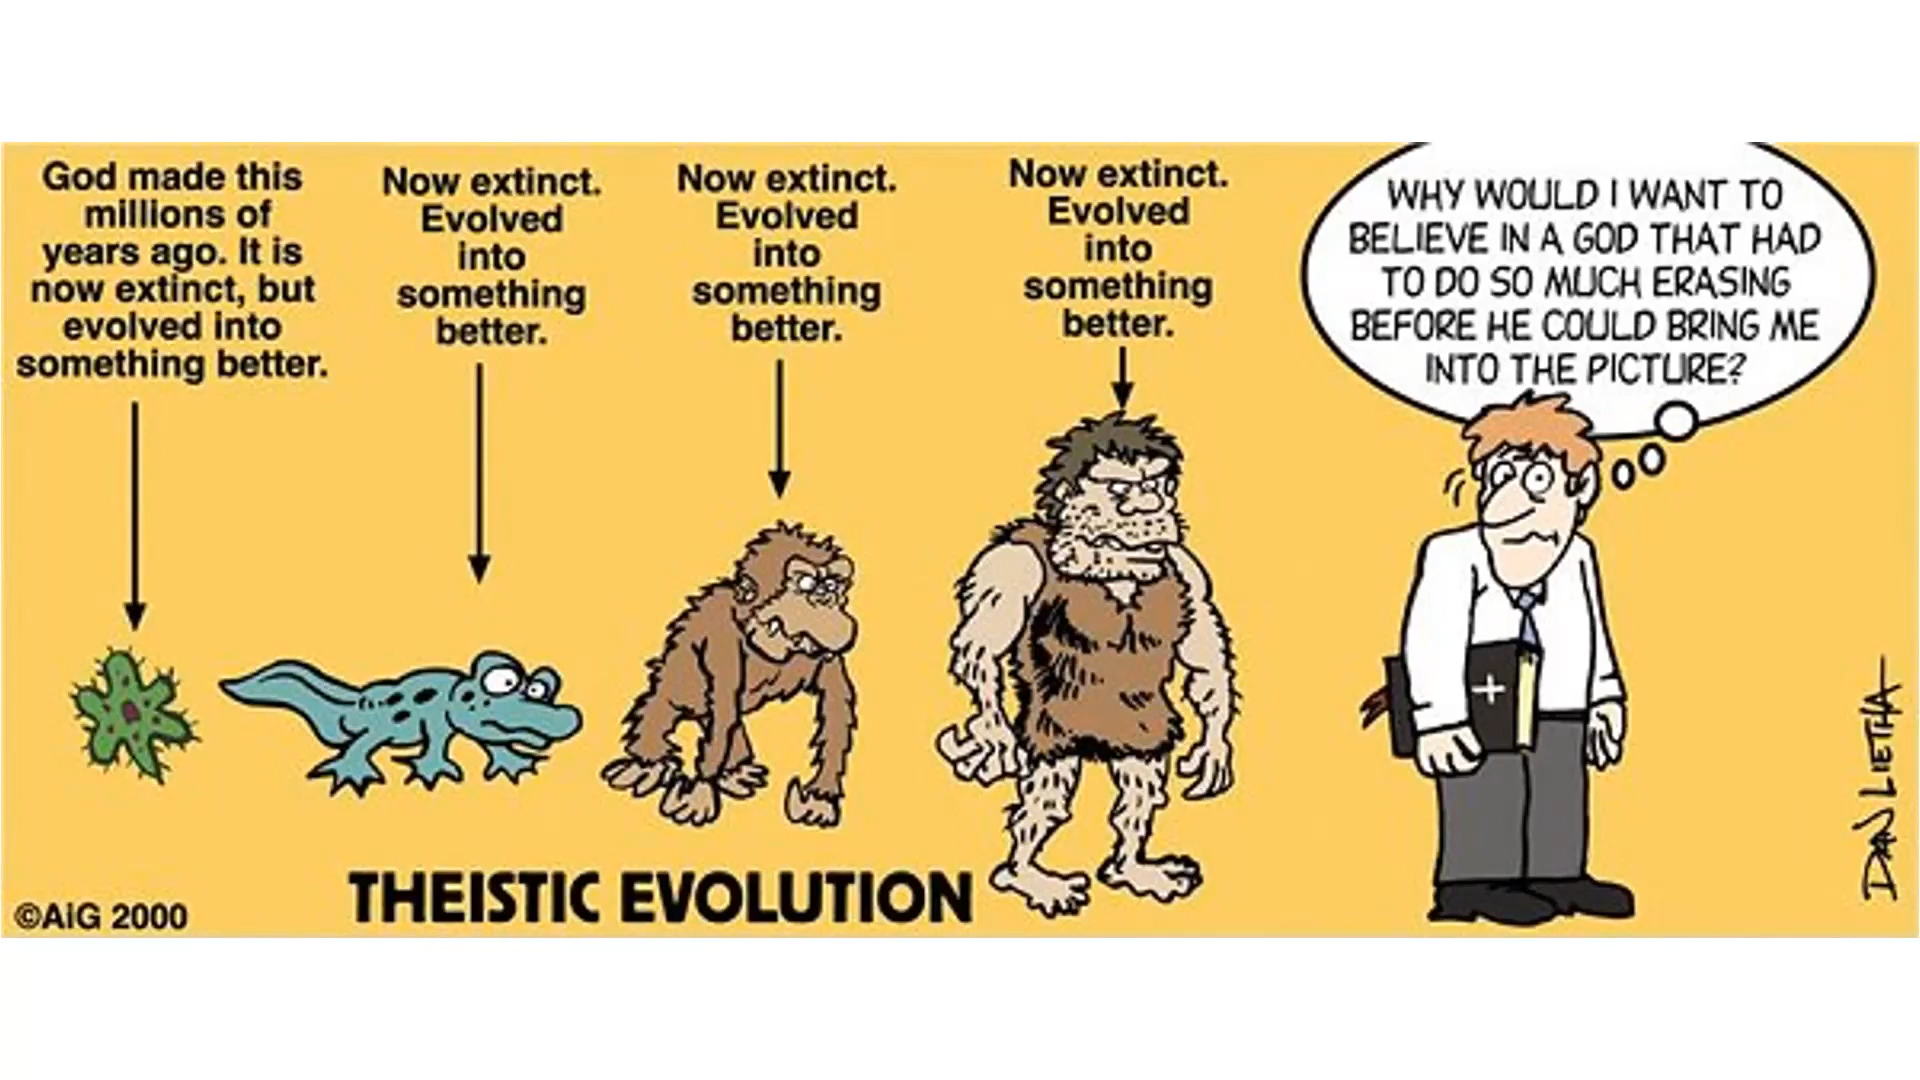 God made this
millions of
years ago. It is
now extinct, but
evolved into
something better.
Now extinct.
Evolved
into
something
better.
Now extinct.
Evolved
into
something
better.
Now extinct.
Evolved
into
something
better.
WHY WOULD I WANT TO
BELIEVE IN A GOD THAT HAD
TO DO SO MUCH ERASING
BEFORE HE COULD BRING ME
INTO THE PICTURE?
THEISTIC EVOLUTION
©AiG 2000
DAN LIETHA